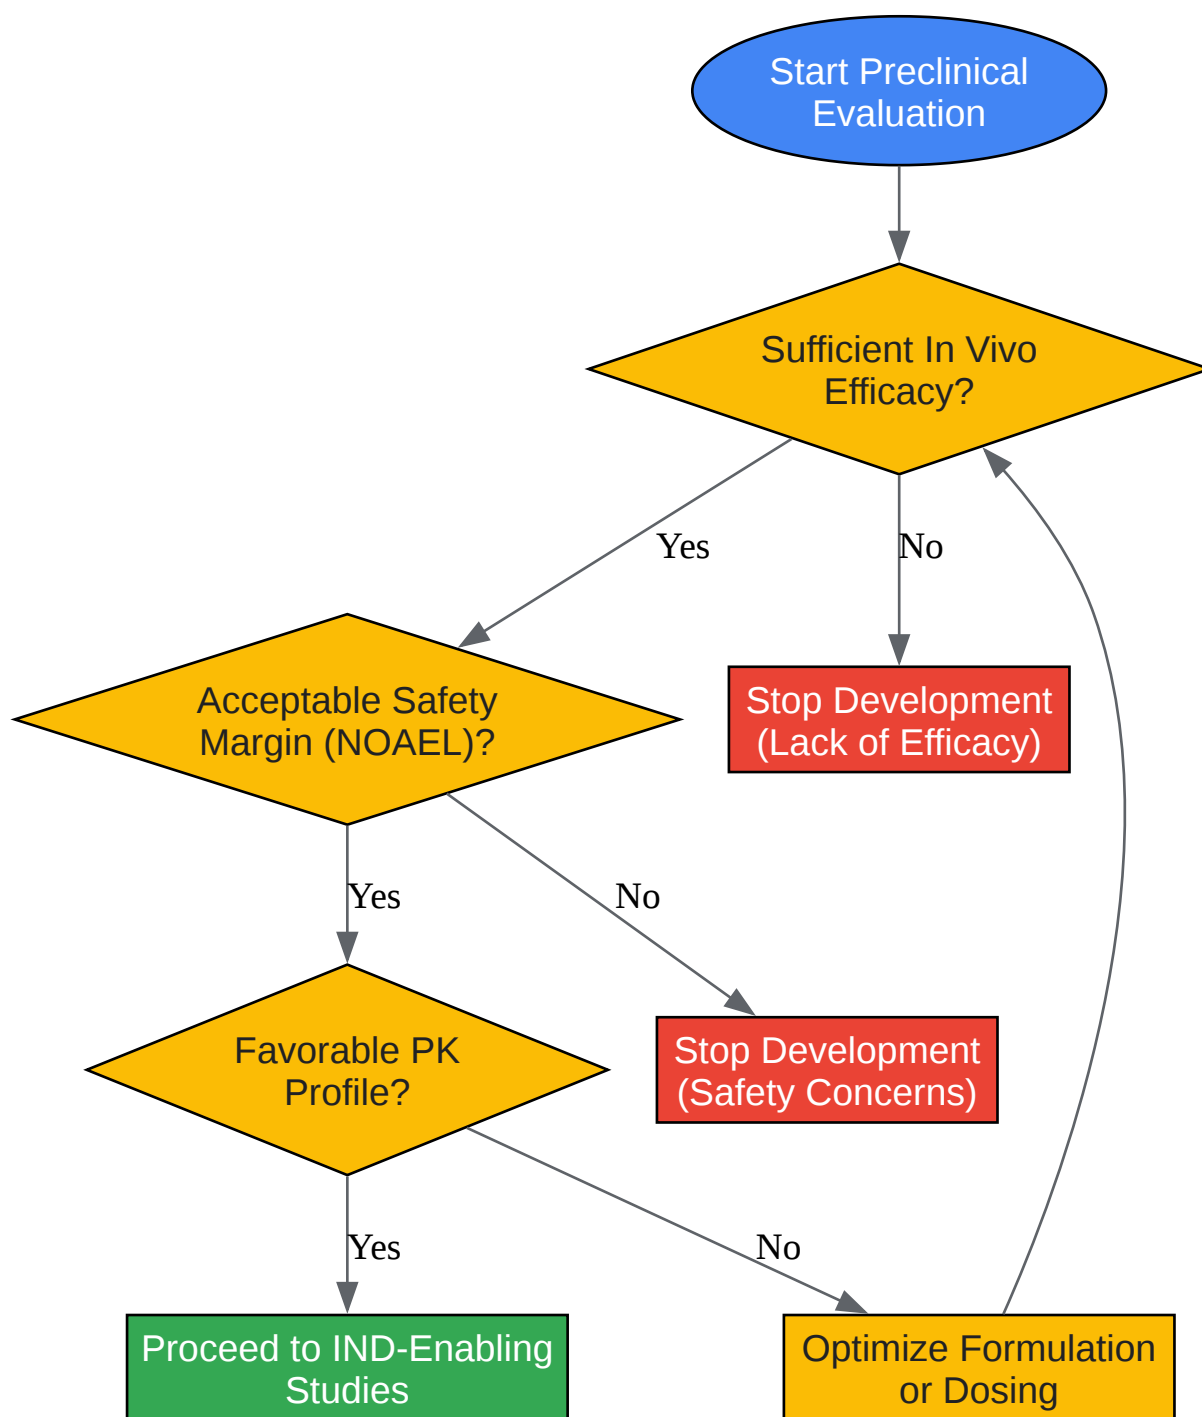 Start Preclinical
Evaluation
Sufficient In Vivo
Efficacy?
Yes
No
Acceptable Safety
Margin (NOAEL)?
Stop Development
(Lack of Efficacy)
Yes
No
Favorable PK
Profile?
Stop Development
(Safety Concerns)
Yes
No
Proceed to IND-Enabling
Studies
Optimize Formulation
or Dosing